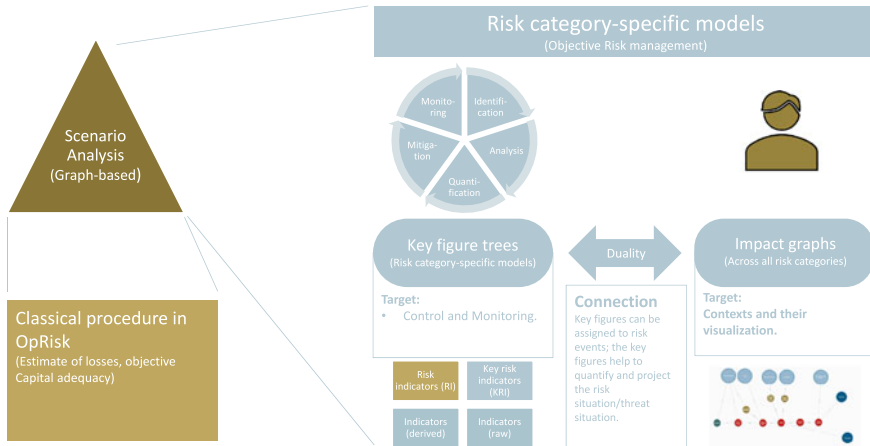 Risk category-specific models
(Objective Risk management)
Scenario
Analysis
(Graph-based)
Monito-
ring
Identifi-
cation
Mitiga-
tion
Analysis
Quanti-
fication
Key figure trees
(Risk category-specific models)
Duality
Impact graphs
(Across all risk categories)
Target:
• Control and Monitoring.
Connection
Key figures can be
assigned to risk
events; the key
figures help to
quantify and project
the risk
situation/threat
situation.
Target:
Contexts and their
visualization.
Classical procedure in
OpRisk
(Estimate of losses, objective
Capital adequacy)
Risk
indicators (RI)
Key risk
indicators
(KRI)
Indicators
(derived)
Indicators
(raw)